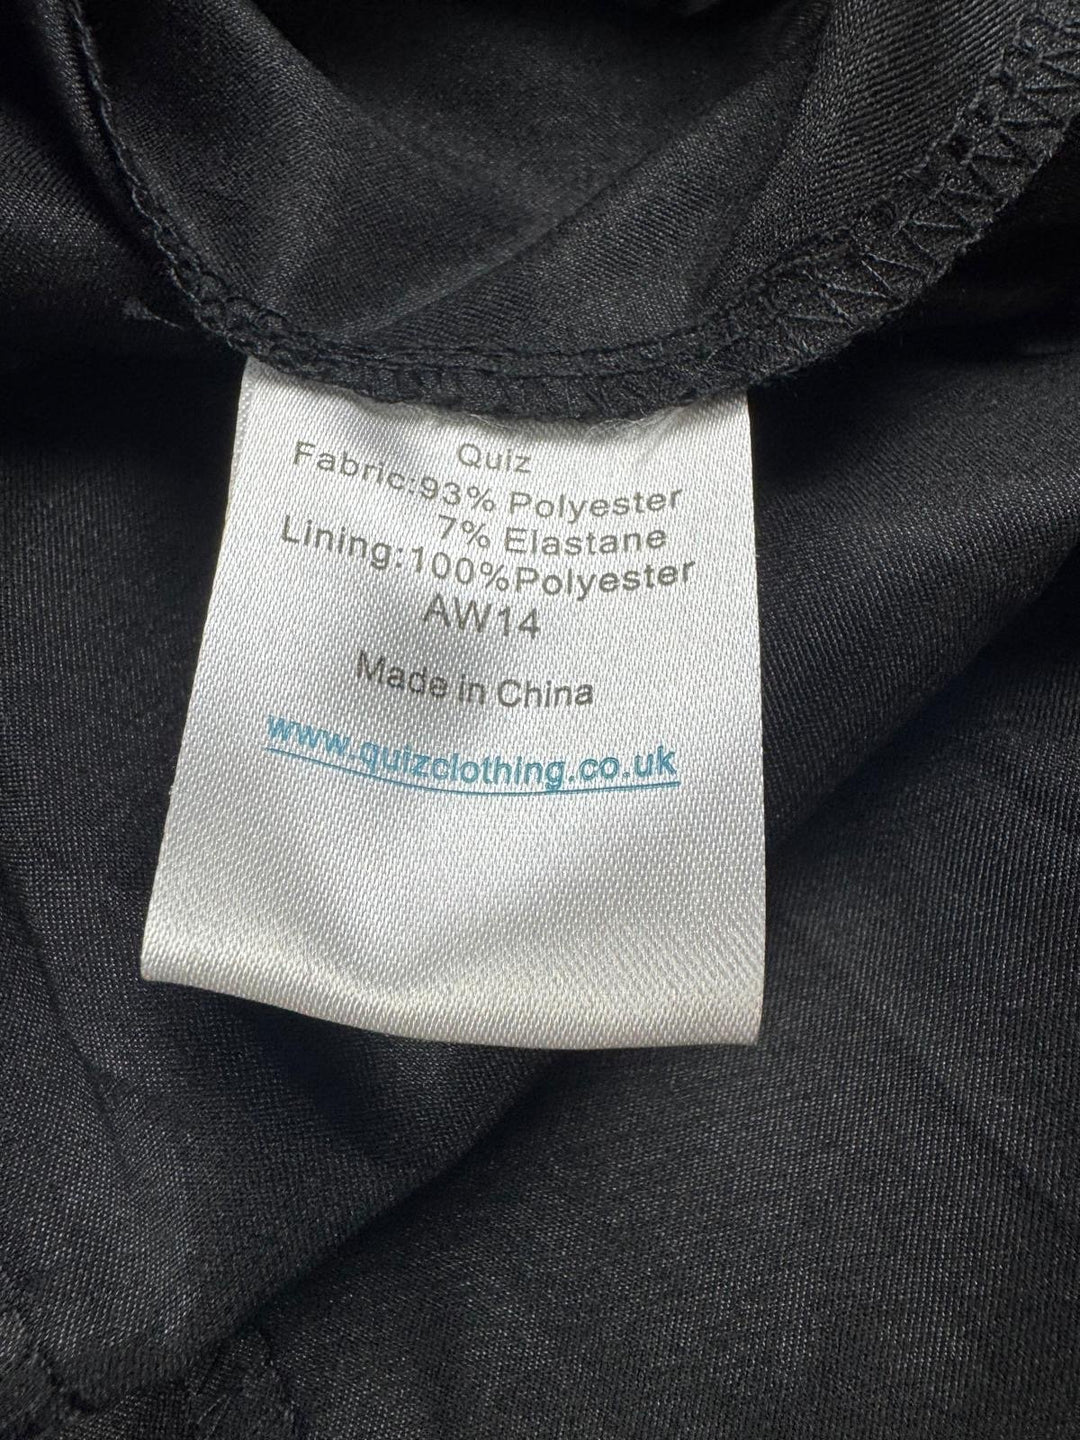 Quiz
Fabric:93% Polyester
7% Elastane
Lining:100%Polyester
AW14
Made in China
www.quizclothing.co.uk